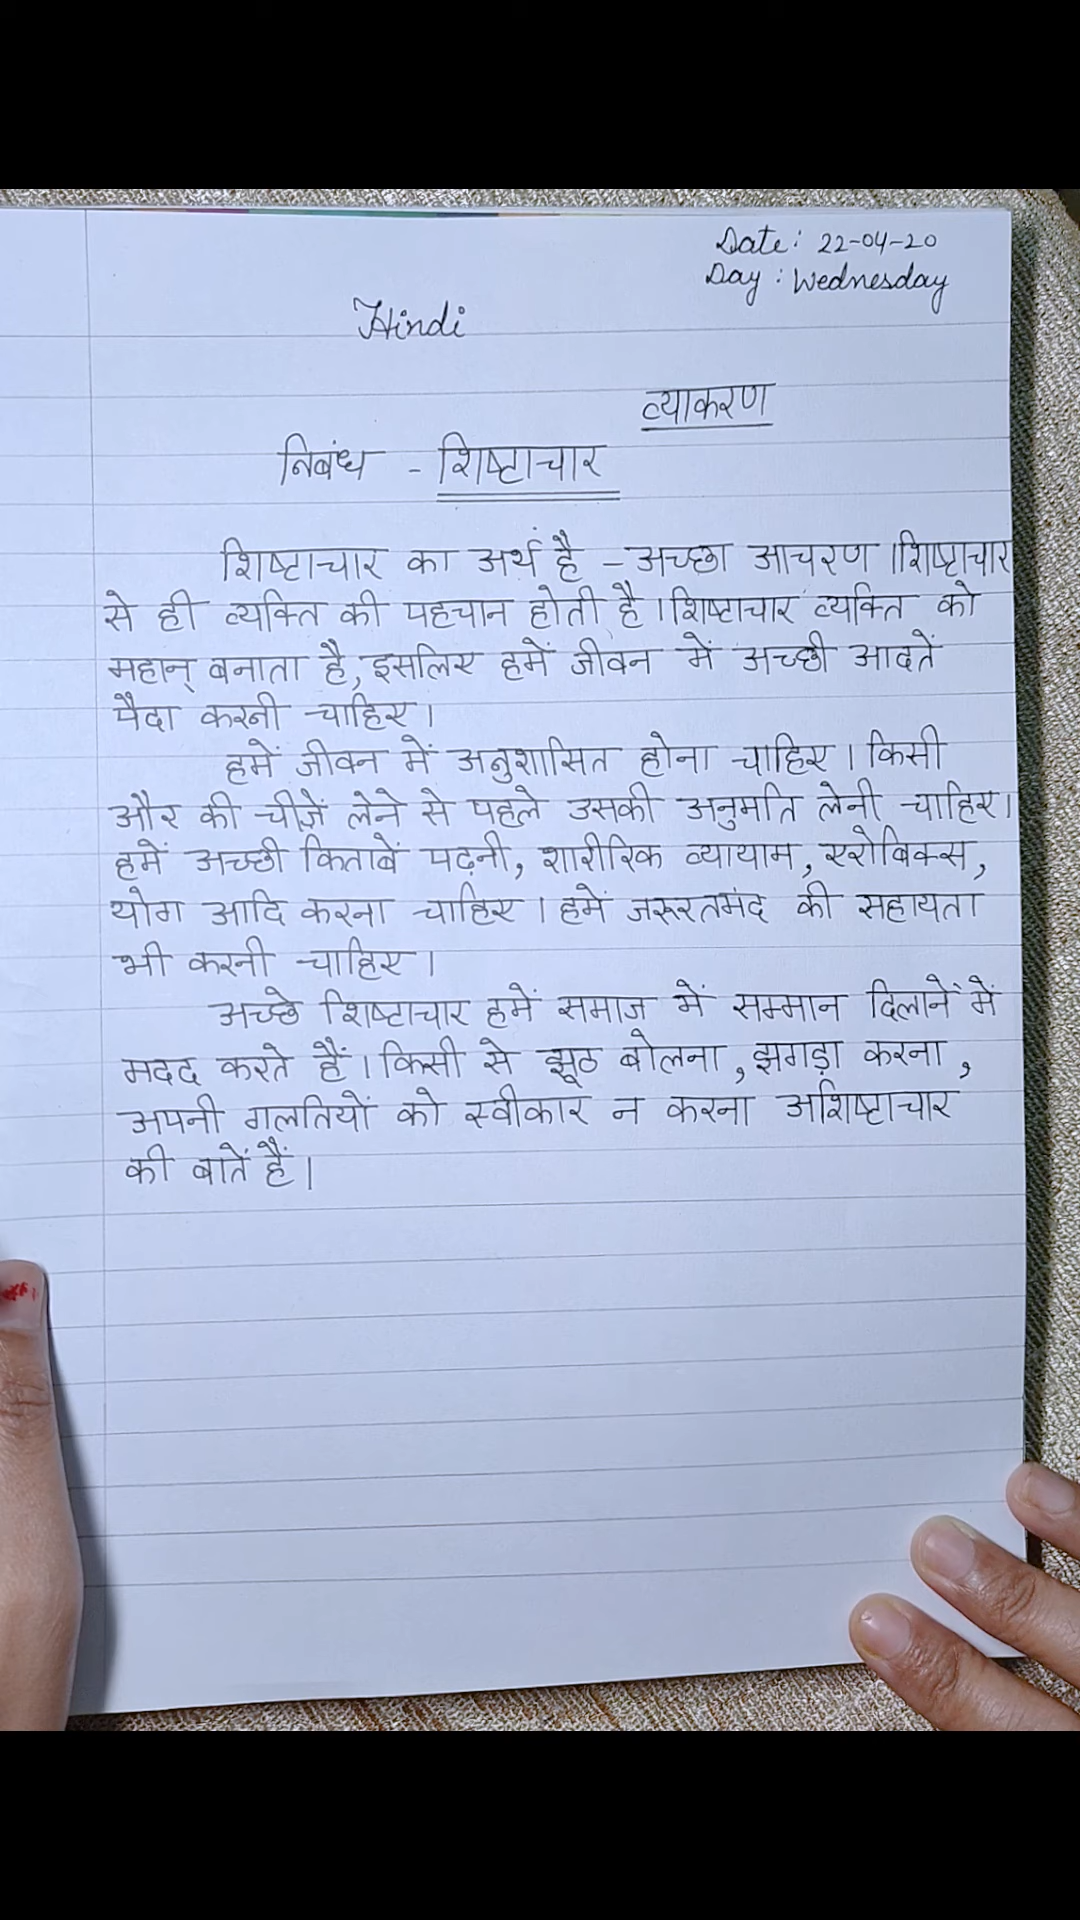 Date: 22-04-20
Day: Wednesday
Hindi
व्याकरण
निबंध - शिष्टाचार
शिष्टाचार का अर्थ है - अच्छा आचरण । शिष्टाचार
से ही व्यक्ति की पहचान होती है । शिष्टाचार व्यक्ति को
महान् बनाता है, इसलिए हमें जीवन में अच्छी आदतें
पैदा करनी चाहिए ।
हमें जीवन में अनुशासित होना चाहिए । किसी
और की चीज़ें लेने से पहले उसकी अनुमति लेनी चाहिए ।
हमें अच्छी किताबें पढ़नी, शारीरिक व्यायाम, एरोबिक्स,
योग आदि करना चाहिए । हमें जरूरतमंद की सहायता
भी करनी चाहिए ।
अच्छे शिष्टाचार हमें समाज में सम्मान दिलानें में
मदद करते हैं । किसी से झूठ बोलना, झगड़ा करना,
अपनी गलतियों को स्वीकार न करना अशिष्टाचार
की बातें हैं ।